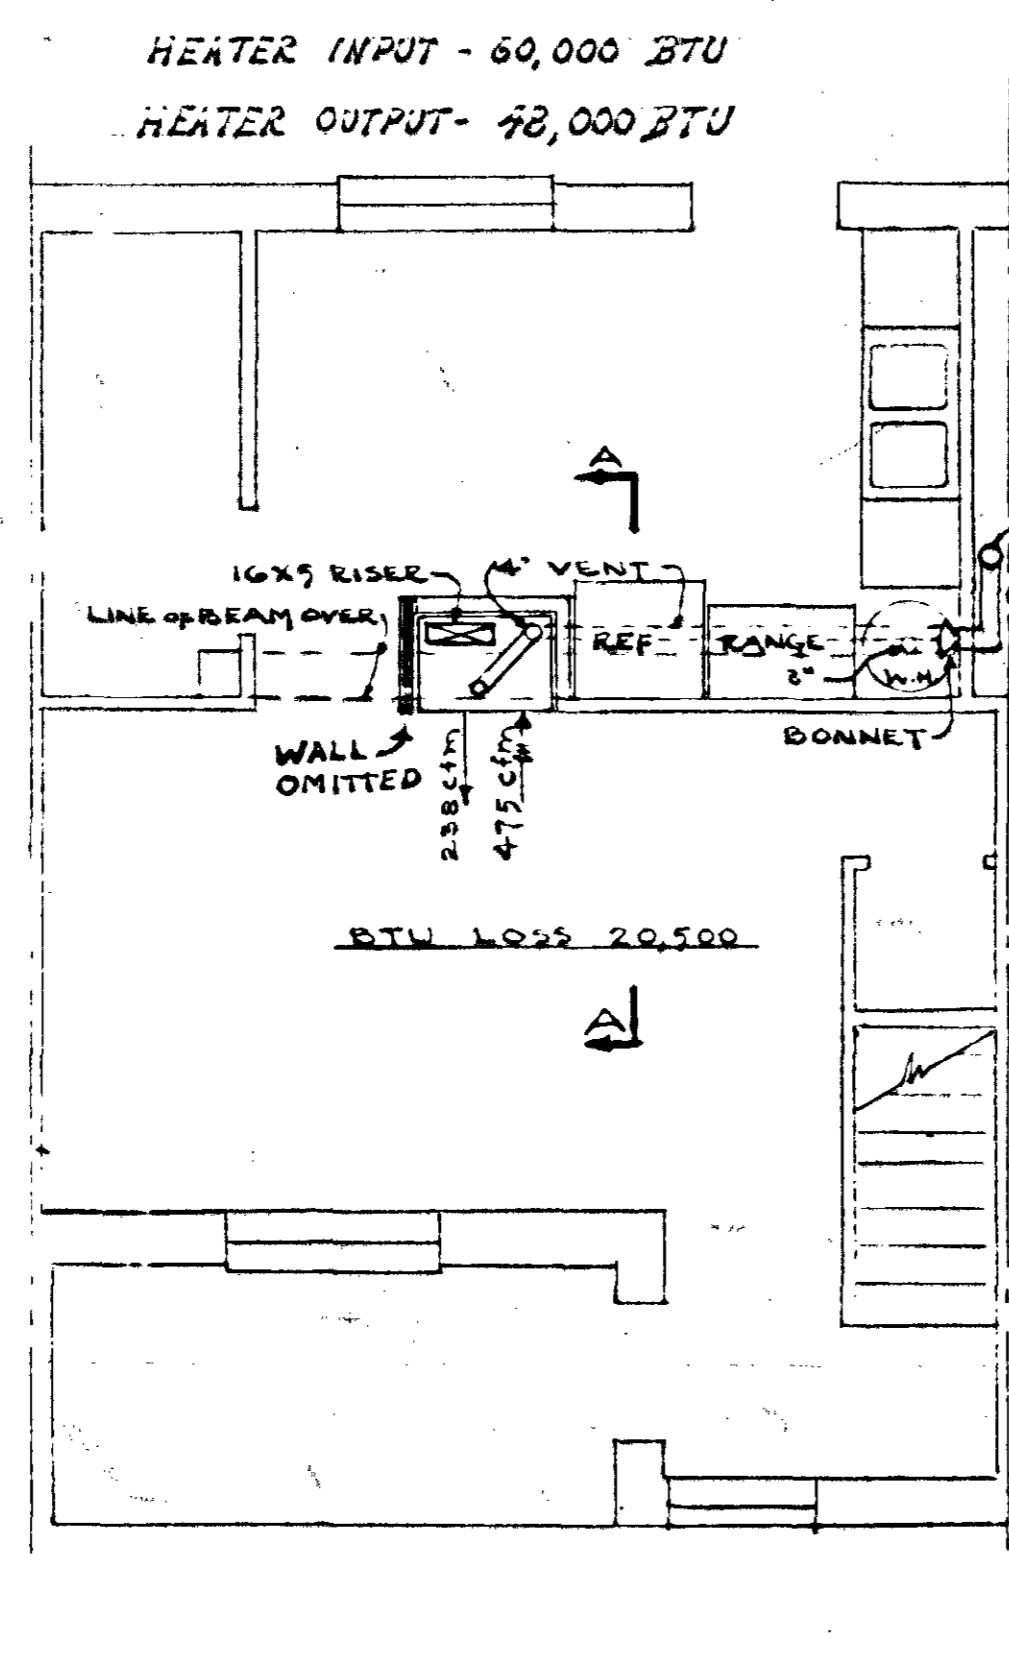 HEATER INPUT - 60,000 BTU
HEATER OUTPUT- 48,000 BTU
A
16X5 RISER
4" VENT
LINE OF BEAM OVER
REF
RANGE
3"
W.H.
BONNET
WALL
OMITTED
238 cfm
475 cfm
BTU LOSS 20,500
A